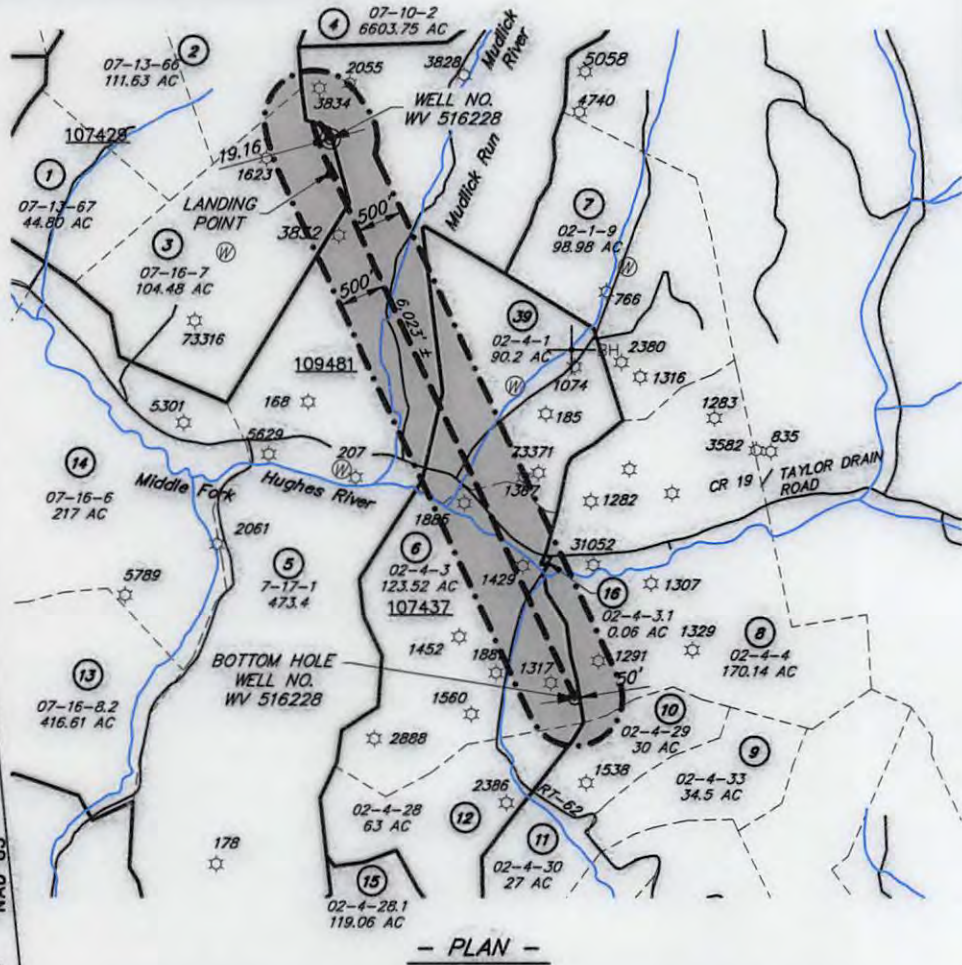 4
07-10-2
6603.75 AC
2
07-13-66
111.63 AC
2055
3834
3828
Mudlick
River
5058
4740
WELL NO.
WV 516228
107429
19.16
1623
1
07-13-67
44.80 AC
LANDING
POINT
Mudlick Run
3
07-16-7
104.48 AC
W
3832
500'
7
02-1-9
98.98 AC
W
500'
766
6,023' ±
73316
39
02-4-1
90.2 AC
BH
2380
1074
1316
109481
W
168
185
1283
5301
3582
835
5629
207
W
73371
1387
CR 19 / TAYLOR DRAIN
ROAD
14
07-16-6
217 AC
Middle Fork
Hughes River
1282
2061
6
02-4-3
123.52 AC
107437
1429
31052
1307
5789
5
7-17-1
473.4
16
02-4-3.1
0.06 AC
1329
8
02-4-4
170.14 AC
1452
1291
BOTTOM HOLE
WELL NO.
WV 516228
1317
50'
13
07-16-8.2
416.61 AC
1560
10
02-4-29
30 AC
9
02-4-33
34.5 AC
2888
1538
2386
RT-62
02-4-28
63 AC
12
11
02-4-30
27 AC
178
15
02-4-28.1
119.06 AC
NAD 83
- PLAN -